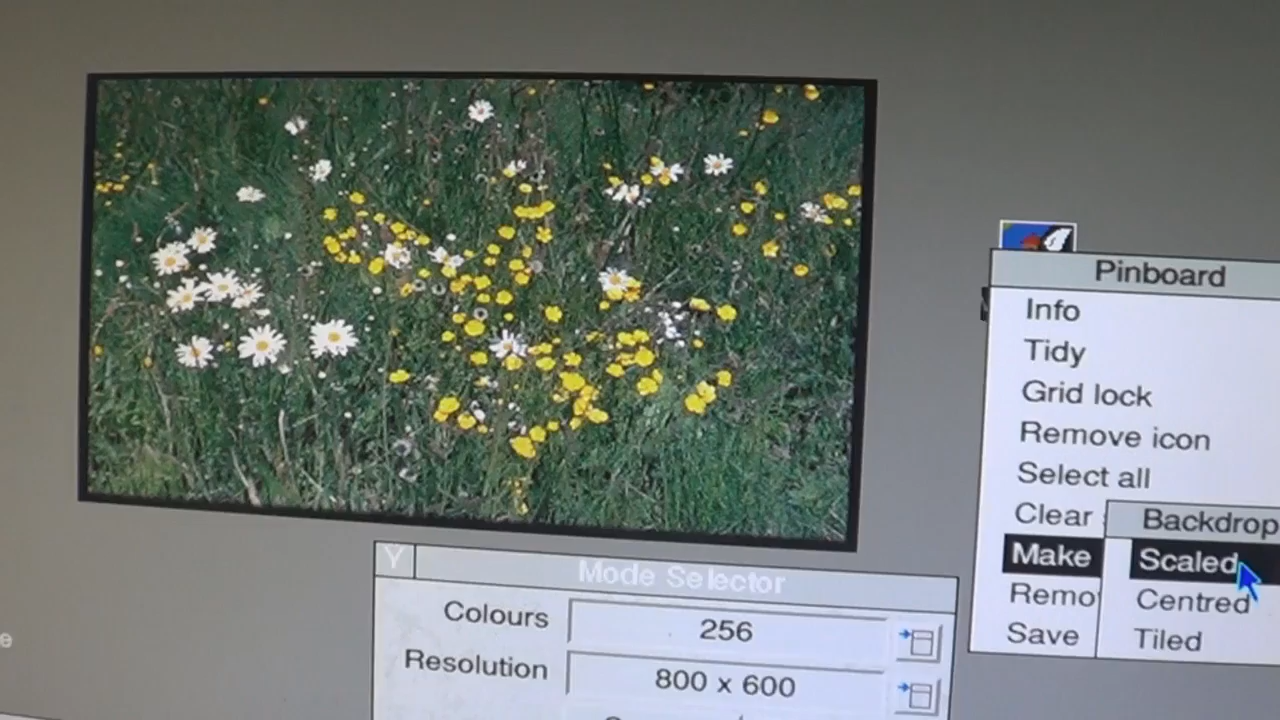 Pinboard
Info
Tidy
Grid lock
Remove icon
Select all
Clear
Make
Remo
Save
Backdrop
Scaled
Centred
Tiled
Y
Mode Selector
Colours 256
Resolution 800 x 600
e